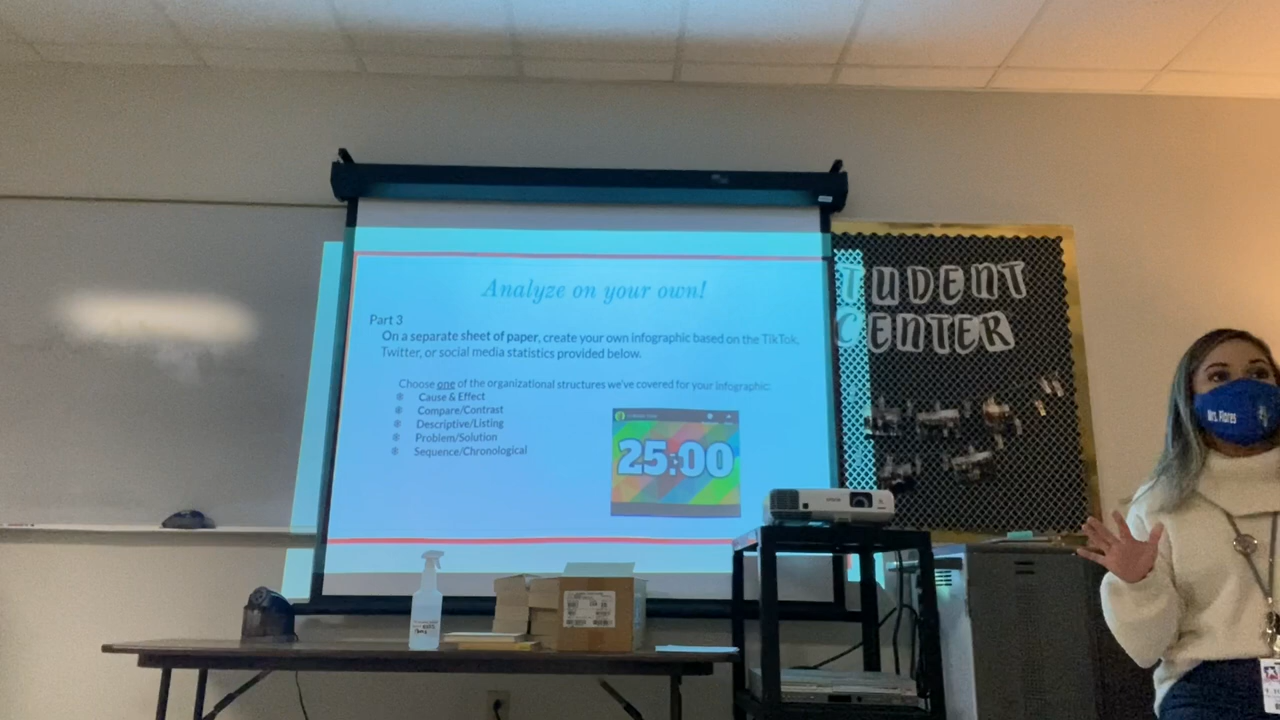 Analyze on your own!
Part 3
On a separate sheet of paper, create your own infographic based on the TikTok,
Twitter, or social media statistics provided below.
Choose one of the organizational structures we've covered for your infographic:
Cause & Effect
Compare/Contrast
Descriptive/Listing
Problem/Solution
Sequence/Chronological
25:00
TUDENT
CENTER
Mrs. Flores
EPSON